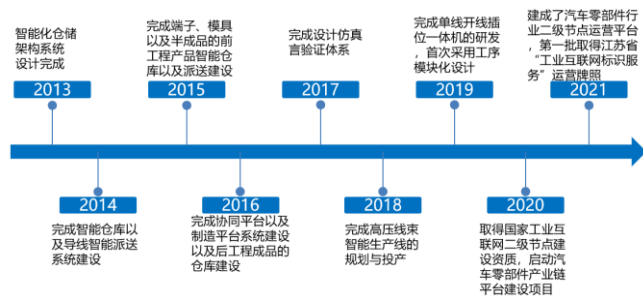 智能化仓储
架构系统
设计完成
2013
完成智能仓库以
及导线智能派送
系统建设
2014
完成端子、模具
以及半成品的前
工程产品智能仓
库以及派送建设
2015
完成协同平台以及
制造平台系统建设
以及后工程成品的
仓库建设
2016
完成设计仿真
言验证体系
2017
完成高压线束
智能生产线的
规划与投产
2018
完成单线开线插
位一体机的研发
，首次采用工序
模块化设计
2019
取得国家工业互
联网二级节点建
设资质，启动汽
车零部件产业链
平台建设项目
2020
建成了汽车零部件行
业二级节点运营平台
，第一批取得江苏省
“工业互联网标识服
务”运营牌照
2021